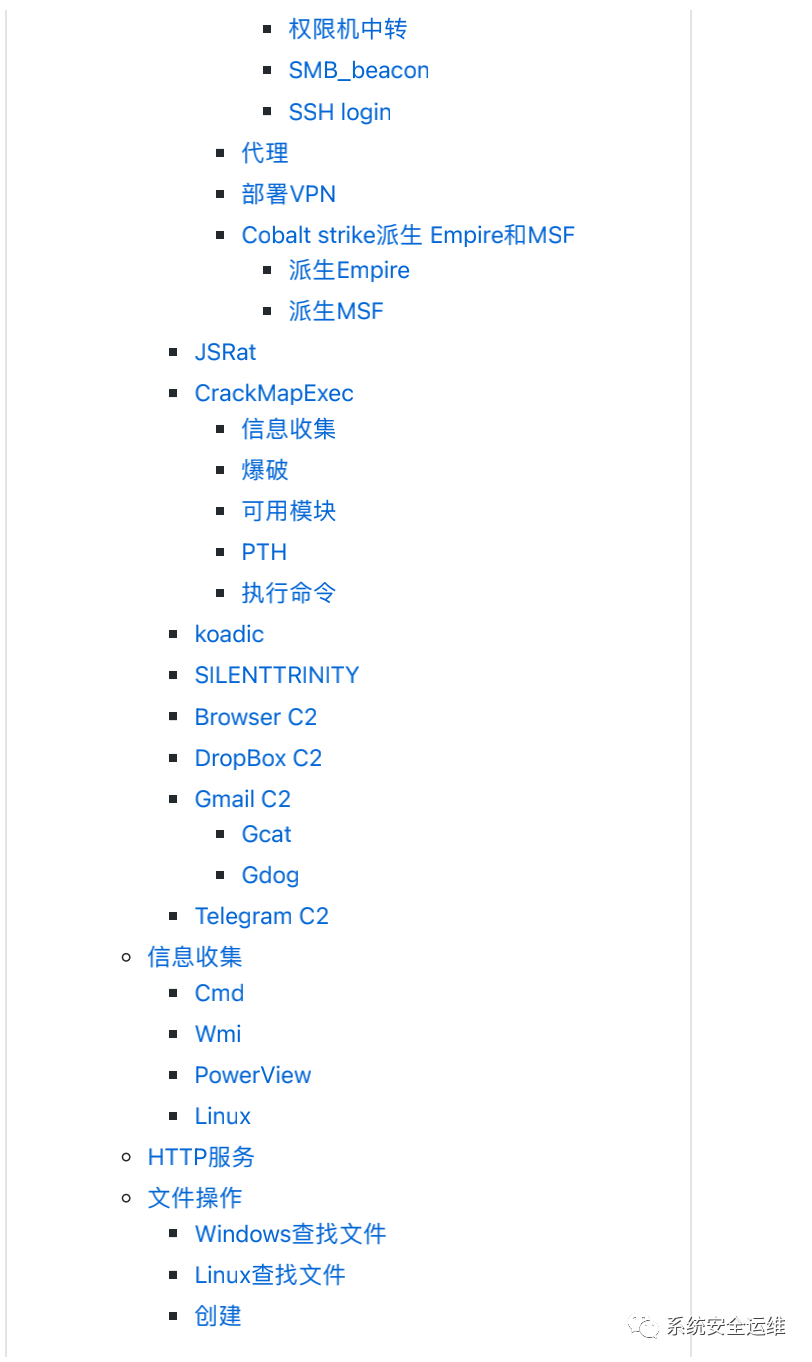 权限机中转
SMB_beacon
SSH login
代理
部署VPN
Cobalt strike派生 Empire和MSF
派生Empire
派生MSF
JSRat
CrackMapExec
信息收集
爆破
可用模块
PTH
执行命令
koadic
SILENTTRINITY
Browser C2
DropBox C2
Gmail C2
Gcat
Gdog
Telegram C2
信息收集
Cmd
Wmi
PowerView
Linux
HTTP服务
文件操作
Windows查找文件
Linux查找文件
创建
系统安全运维